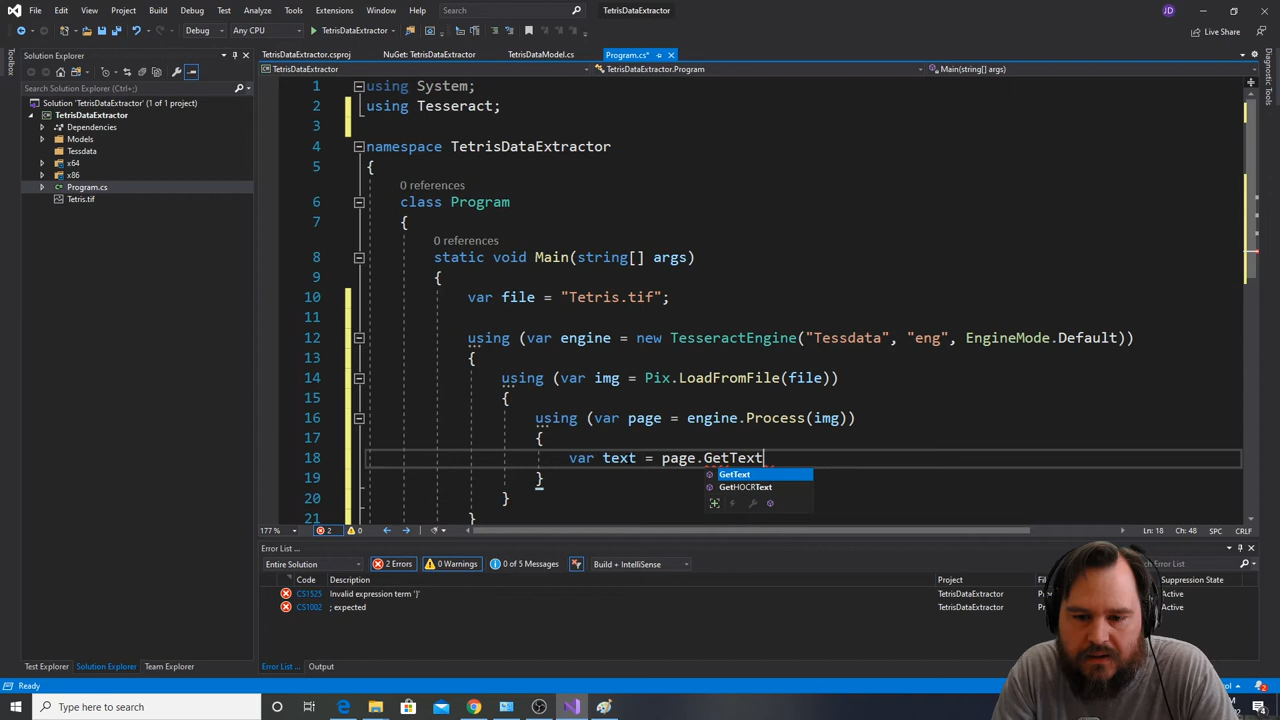 File Edit View Project Build Debug Test Analyze Tools Extensions Window Help Search TetrisDataExtractor JD
Debug Any CPU TetrisDataExtractor Live Share
Toolbox
Diagnostic Tools
Solution Explorer
Search Solution Explorer (Ctrl+;)
Solution 'TetrisDataExtractor' (1 of 1 project)
TetrisDataExtractor
Dependencies
Models
Tessdata
x64
x86
Program.cs
Tetris.tif
TetrisDataExtractor.csproj NuGet: TetrisDataExtractor TetrisDataModel.cs Program.cs*
TetrisDataExtractor TetrisDataExtractor.Program Main(string[] args)
1 using System;
2 using Tesseract;
3
4 namespace TetrisDataExtractor
5 {
0 references
6 class Program
7 {
0 references
8 static void Main(string[] args)
9 {
10 var file = "Tetris.tif";
11
12 using (var engine = new TesseractEngine("Tessdata", "eng", EngineMode.Default))
13 {
14 using (var img = Pix.LoadFromFile(file))
15 {
16 using (var page = engine.Process(img))
17 {
18 var text = page.GetText
GetText
GetHOCRText
19 }
20 }
21 }
177 % 2 0 Ln: 18 Ch: 48 SPC CRLF
Error List ...
Entire Solution 2 Errors 0 Warnings 0 of 5 Messages Build + IntelliSense
Code Description Project Suppression State
CS1525 Invalid expression term '}' TetrisDataExtractor Active
CS1002 ; expected TetrisDataExtractor Active
Test Explorer Solution Explorer Team Explorer Error List ... Output
Ready
Type here to search